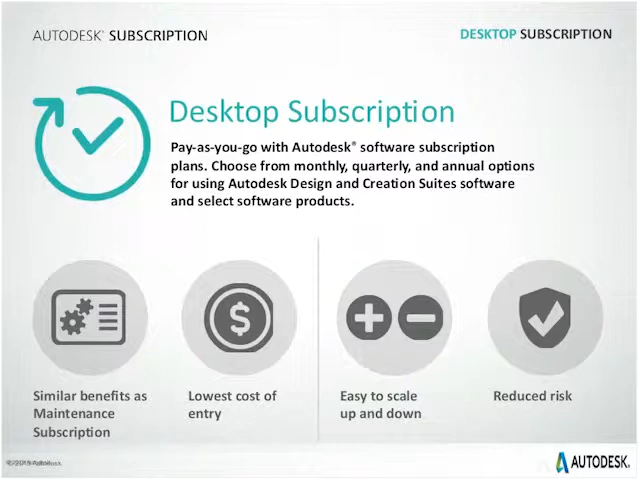 AUTODESK® SUBSCRIPTION
DESKTOP SUBSCRIPTION
Desktop Subscription
Pay-as-you-go with Autodesk® software subscription
plans. Choose from monthly, quarterly, and annual options
for using Autodesk Design and Creation Suites software
and select software products.
Similar benefits as
Maintenance
Subscription
Lowest cost of
entry
Easy to scale
up and down
Reduced risk
AUTODESK.